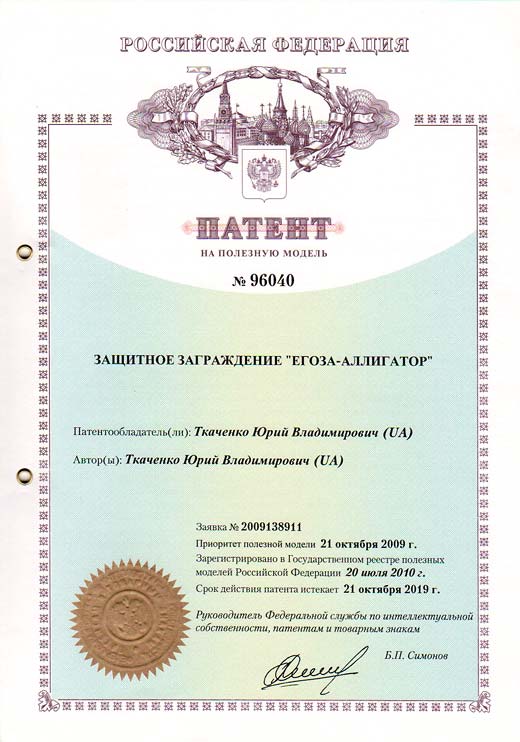 РОССИЙСКАЯ ФЕДЕРАЦИЯ
ПАТЕНТ
НА ПОЛЕЗНУЮ МОДЕЛЬ
№ 96040
ЗАЩИТНОЕ ЗАГРАЖДЕНИЕ "ЕГОЗА-АЛЛИГАТОР"
Патентообладатель(ли): Ткаченко Юрий Владимирович (UA)
Автор(ы): Ткаченко Юрий Владимирович (UA)
Заявка № 2009138911
Приоритет полезной модели 21 октября 2009 г.
Зарегистрировано в Государственном реестре полезных
моделей Российской Федерации 20 июля 2010 г.
Срок действия патента истекает 21 октября 2019 г.
Руководитель Федеральной службы по интеллектуальной
собственности, патентам и товарным знакам
Б.П. Симонов